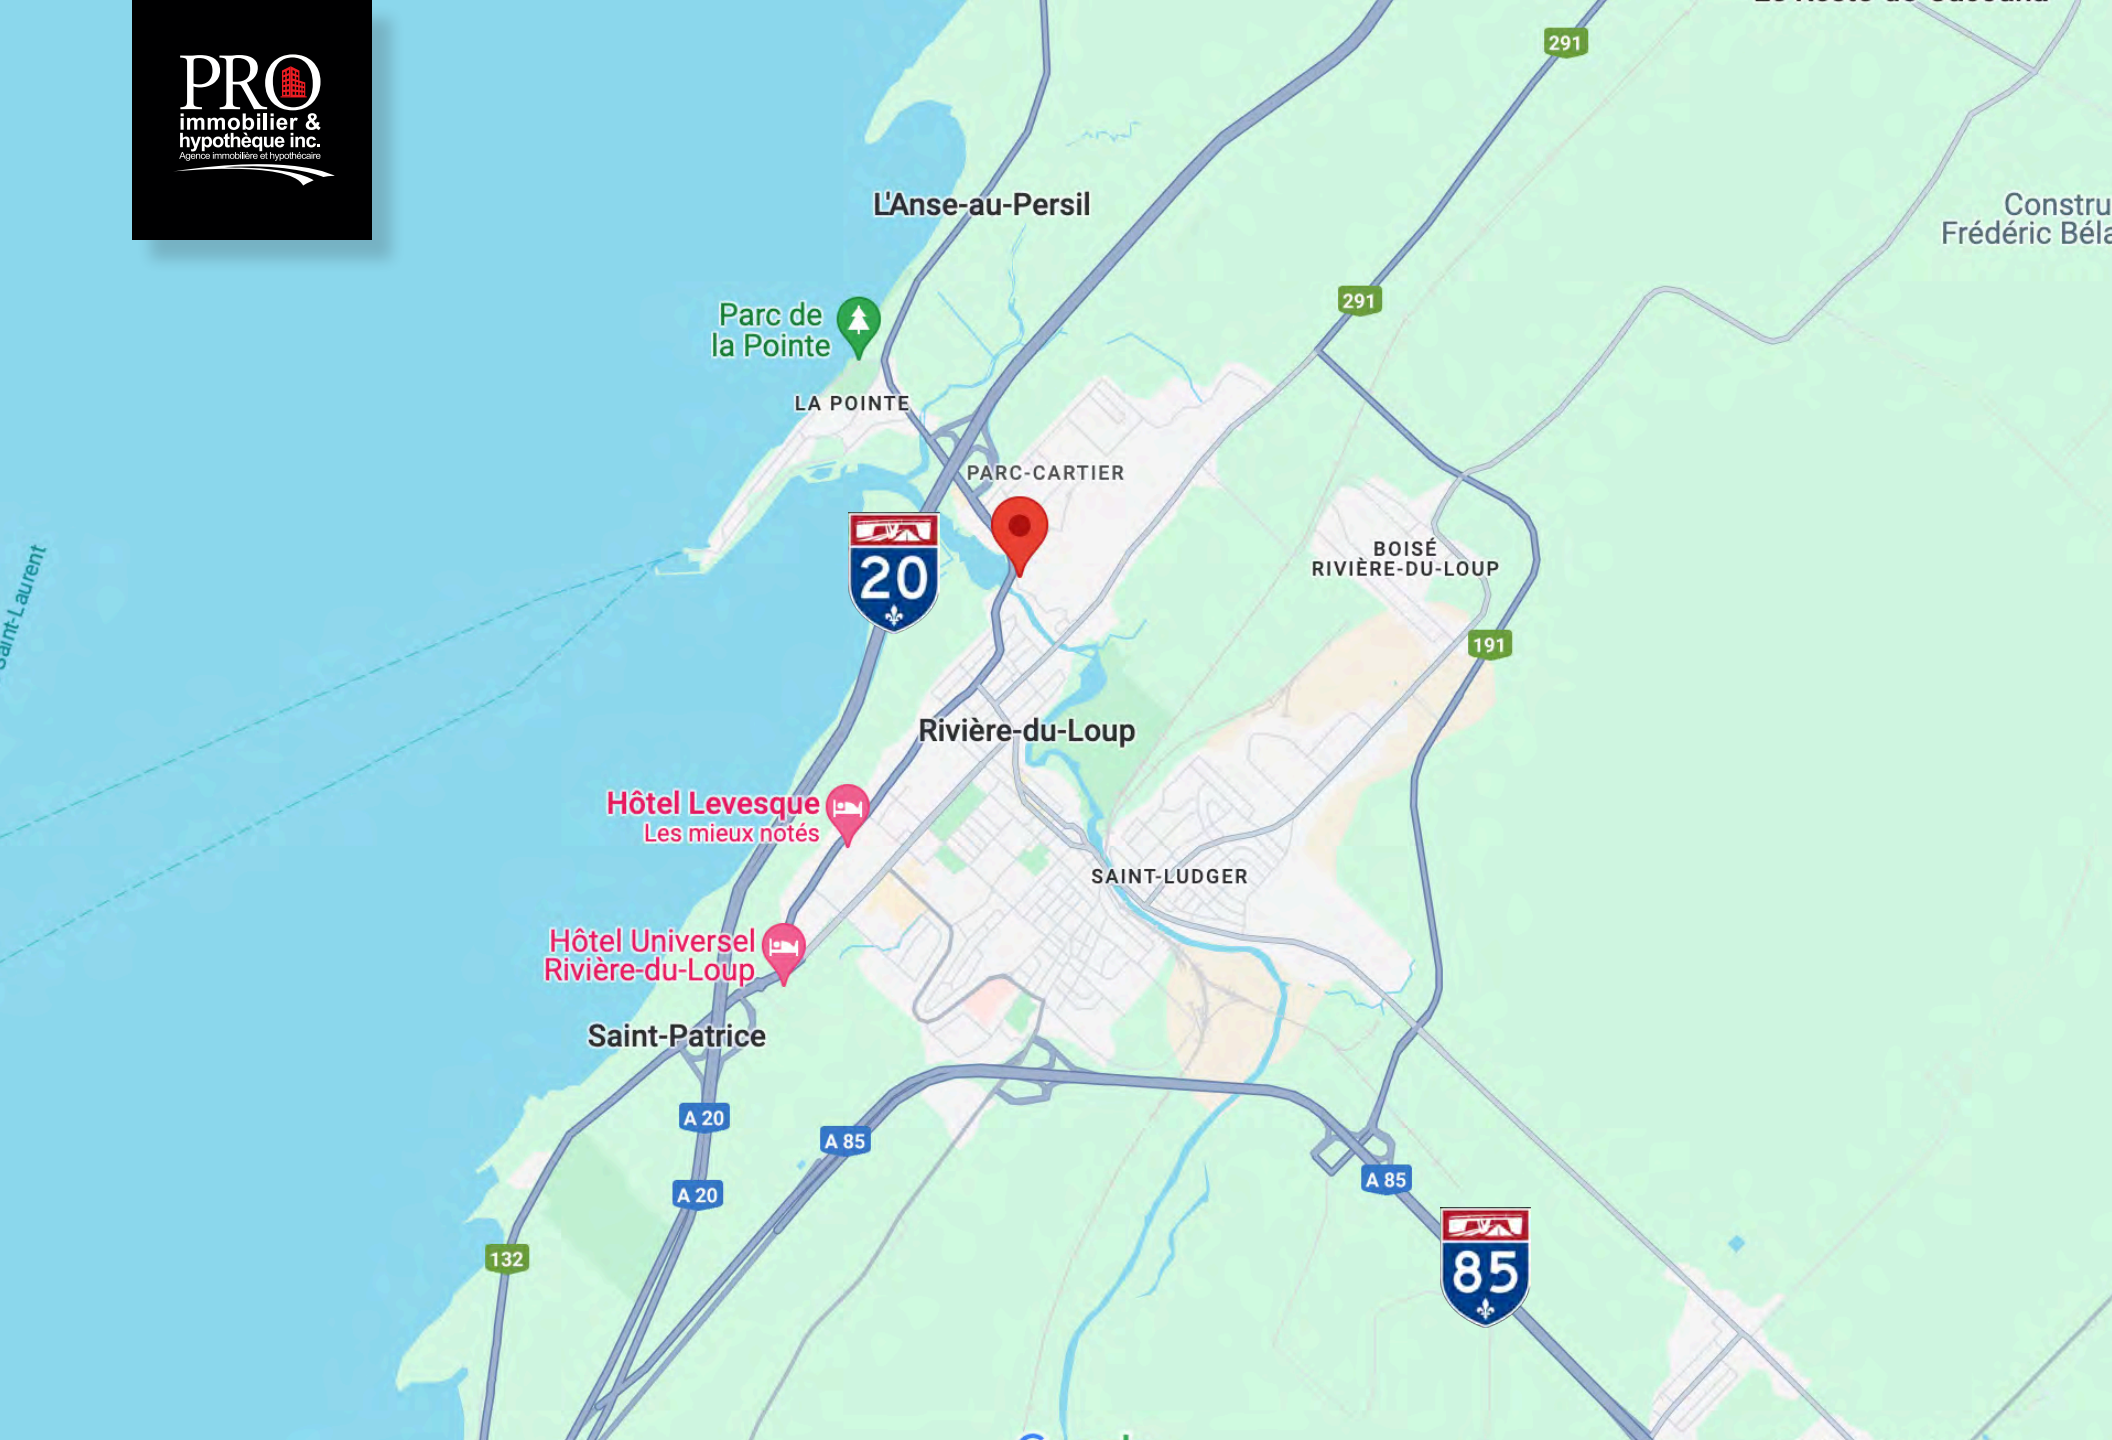 PRO
immobilier &
hypothèque inc.
Agence immobilière et hypothécaire
291
L'Anse-au-Persil
Constru
Frédéric Béla
291
Parc de
la Pointe
LA POINTE
PARC-CARTIER
20
BOISÉ
RIVIÈRE-DU-LOUP
Saint-Laurent
191
Rivière-du-Loup
Hôtel Levesque
Les mieux notés
SAINT-LUDGER
Hôtel Universel
Rivière-du-Loup
Saint-Patrice
A 20
A 85
A 85
A 20
132
85